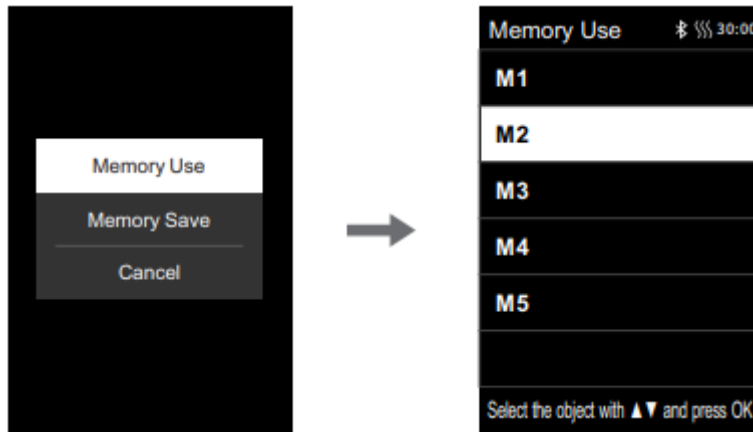 Memory Use
Memory Save
Cancel
Memory Use 30:00
M1
M2
M3
M4
M5
Select the object with ▲▼ and press OK